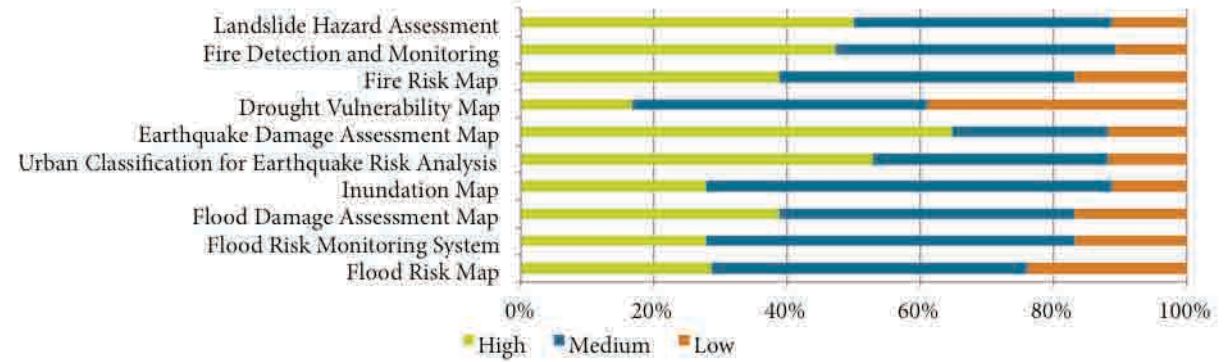 Landslide Hazard Assessment
Fire Detection and Monitoring
Fire Risk Map
Drought Vulnerability Map
Earthquake Damage Assessment Map
Urban Classification for Earthquake Risk Analysis
Inundation Map
Flood Damage Assessment Map
Flood Risk Monitoring System
Flood Risk Map
0% 20% 40% 60% 80% 100%
High Medium Low